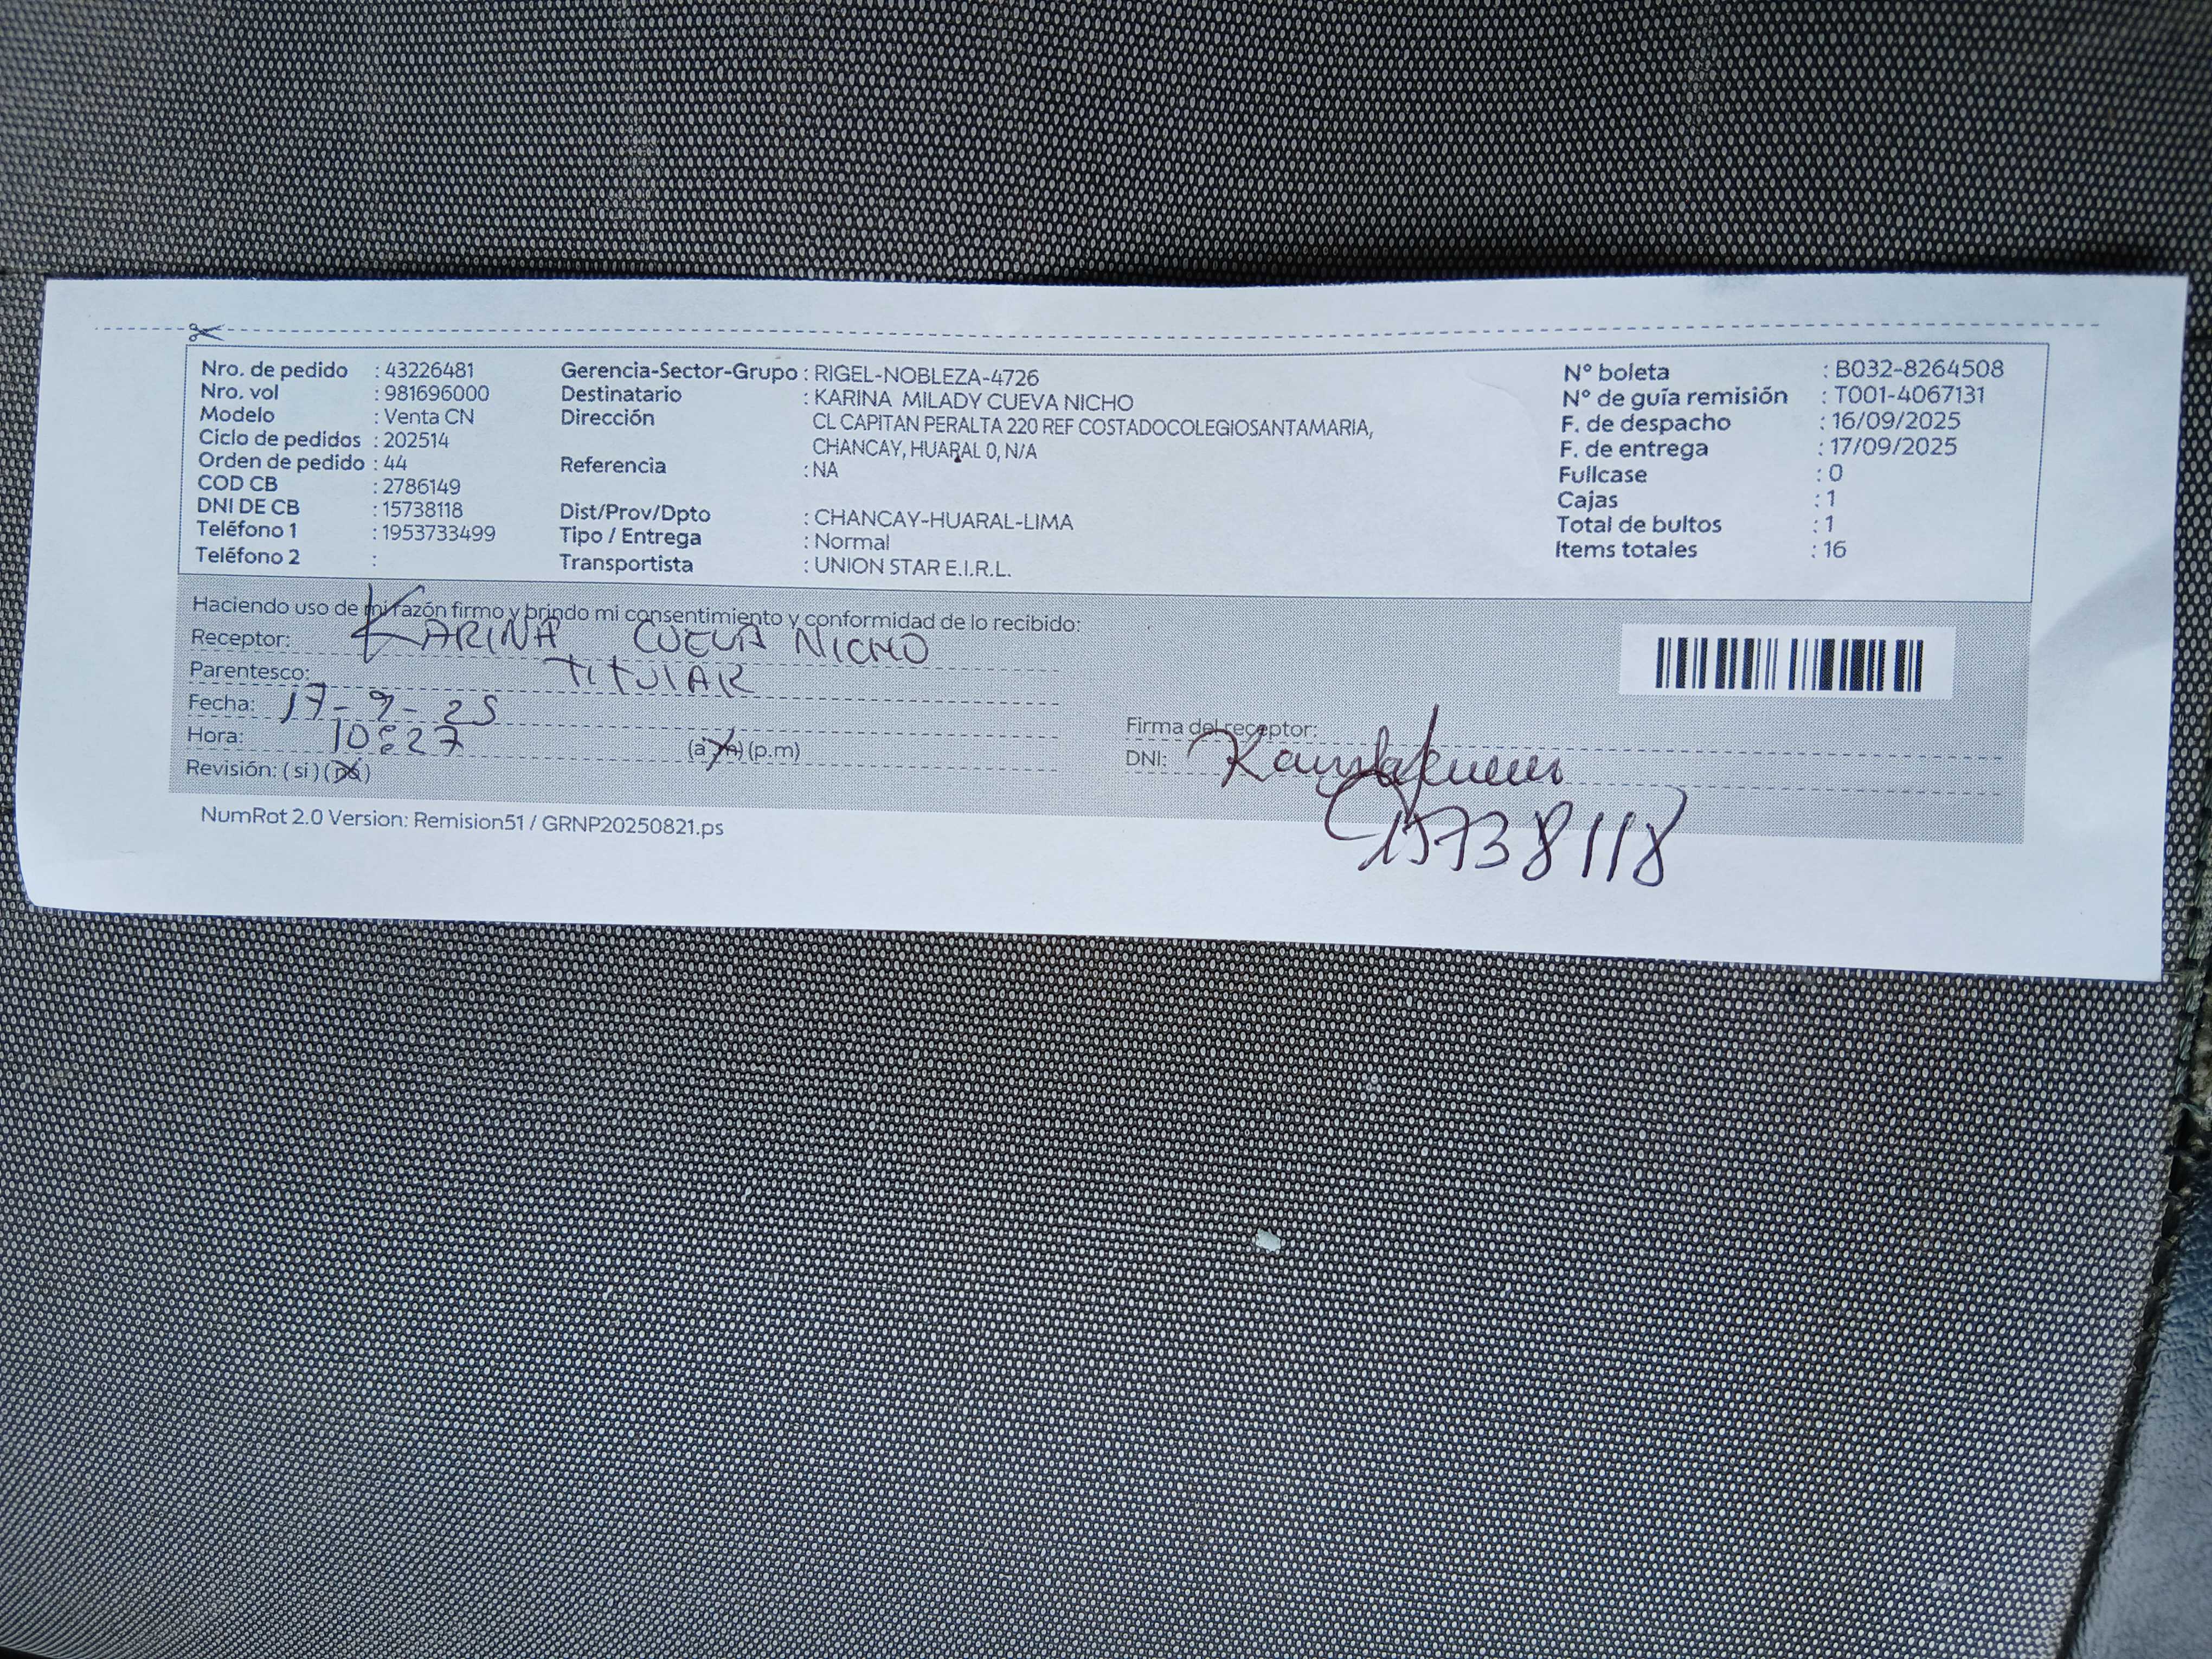 Nro. de pedido : 43226481
Nro. vol : 981696000
Modelo : Venta CN
Ciclo de pedidos : 202514
Orden de pedido : 44
COD CB : 2786149
DNI DE CB : 15738118
Teléfono 1 : 1953733499
Teléfono 2 :
Gerencia-Sector-Grupo : RIGEL-NOBLEZA-4726
Destinatario : KARINA MILADY CUEVA NICHO
Dirección CL CAPITAN PERALTA 220 REF COSTADOCOLEGIOSANTAMARIA,
CHANCAY, HUARAL 0, N/A
Referencia : NA
Dist/Prov/Dpto : CHANCAY-HUARAL-LIMA
Tipo / Entrega : Normal
Transportista : UNION STAR E.I.R.L.
N° boleta : B032-8264508
N° de guía remisión : T001-4067131
F. de despacho : 16/09/2025
F. de entrega : 17/09/2025
Fullcase : 0
Cajas : 1
Total de bultos : 1
Items totales : 16
Haciendo uso de mi razón firmo y brindo mi consentimiento y conformidad de lo recibido:
Receptor: KARINA CUEVA NICHO
Parentesco: TITULAR
Fecha: 17-9-25
Hora: 10:27 (a.m) (p.m)
Revisión: (si) (no)
Firma del receptor:
DNI:
15738118
NumRot 2.0 Version: Remision51 / GRNP20250821.ps